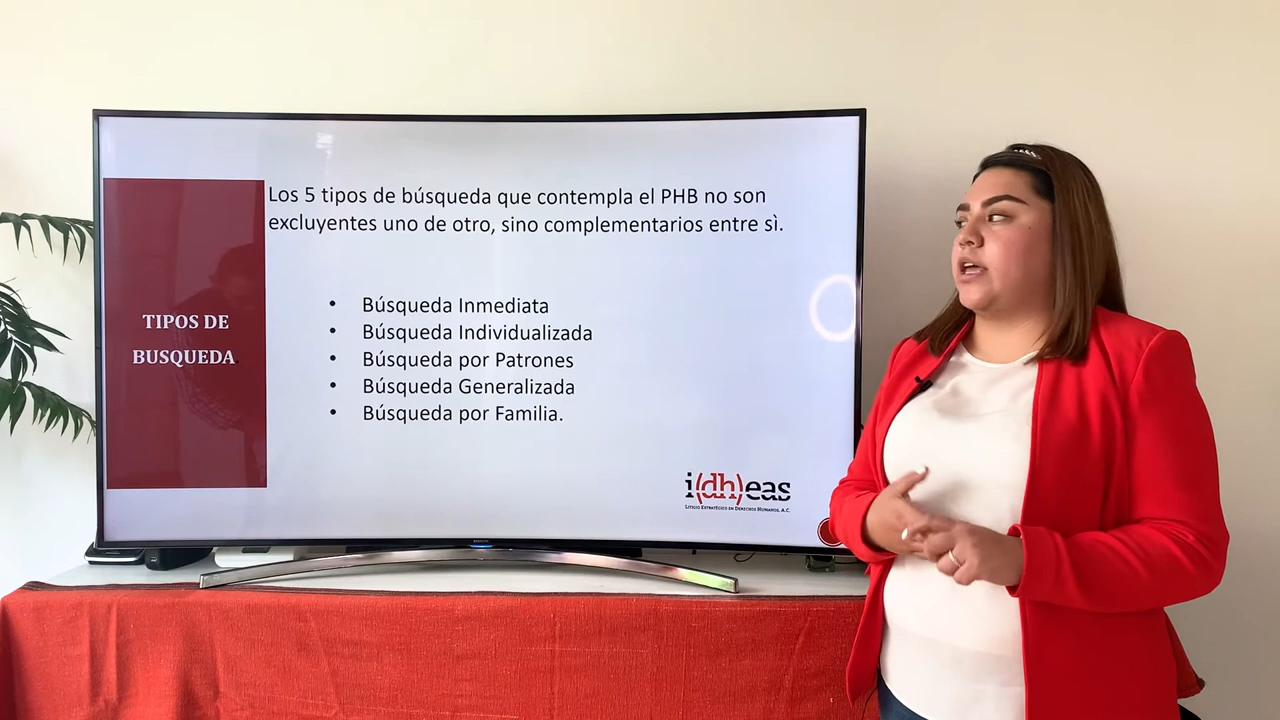 Los 5 tipos de búsqueda que contempla el PHB no son
excluyentes uno de otro, sino complementarios entre sì.
TIPOS DE
BUSQUEDA
• Búsqueda Inmediata
• Búsqueda Individualizada
• Búsqueda por Patrones
• Búsqueda Generalizada
• Búsqueda por Familia.
i(dh)eas
Litigio Estratégico en Derechos Humanos, A.C.
SAMSUNG